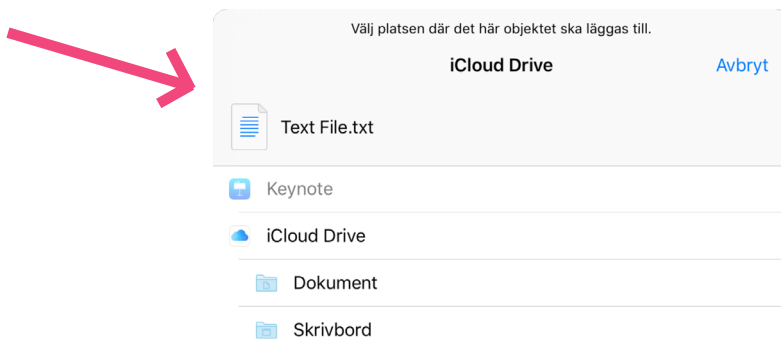 Välj platsen där det här objektet ska läggas till.
iCloud Drive Avbryt
Text File.txt
Keynote
iCloud Drive
Dokument
Skrivbord